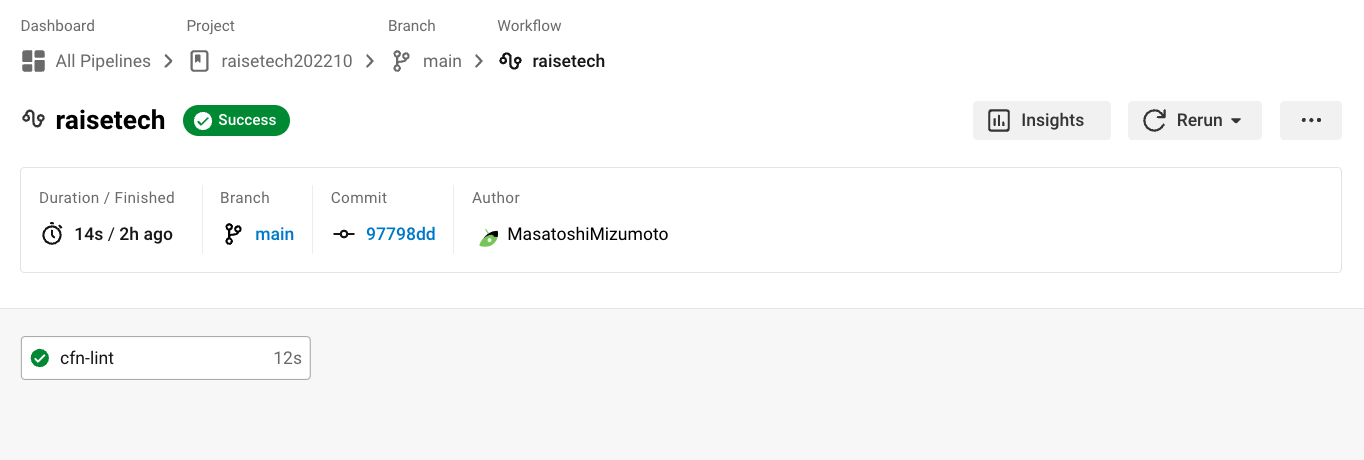 Dashboard Project Branch Workflow
All Pipelines raisetech202210 main raisetech
raisetech Success Insights Rerun
Duration / Finished Branch Commit Author
14s / 2h ago main 97798dd MasatoshiMizumoto
cfn-lint 12s